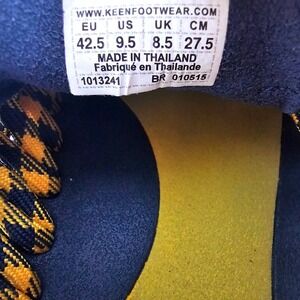 WWW.KEENFOOTWEAR.COM
EU US UK CM
42.5 9.5 8.5 27.5
MADE IN THAILAND
Fabriqué en Thaïlande
1013241 BR 010515